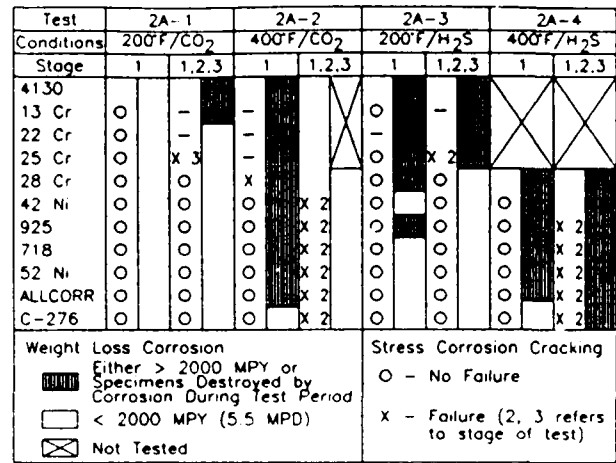 Test 2A-1 2A-2 2A-3 2A-4
Conditions 200°F/CO2 400°F/CO2 200°F/H2S 400°F/H2S
Stage 1 1,2,3 1 1,2,3 1 1,2,3 1 1,2,3
4130
13 Cr O - - O -
22 Cr O - - -
25 Cr O X 3 - O X 2
28 Cr O O X O O
42 Ni O O O X 2 O O O
925 O O O X 2 O O O X 2
718 O O O X 2 O O O X 2
52 Ni O O O X 2 O O O X 2
ALLCORR O O O X 2 O O O X 2
C-276 O O O X 2 O O O X 2
Weight Loss Corrosion
Either > 2000 MPY or
Specimens Destroyed by
Corrosion During Test Period
< 2000 MPY (5.5 MPD)
Not Tested
Stress Corrosion Cracking
O - No Failure
X - Failure (2, 3 refers
to stage of test)